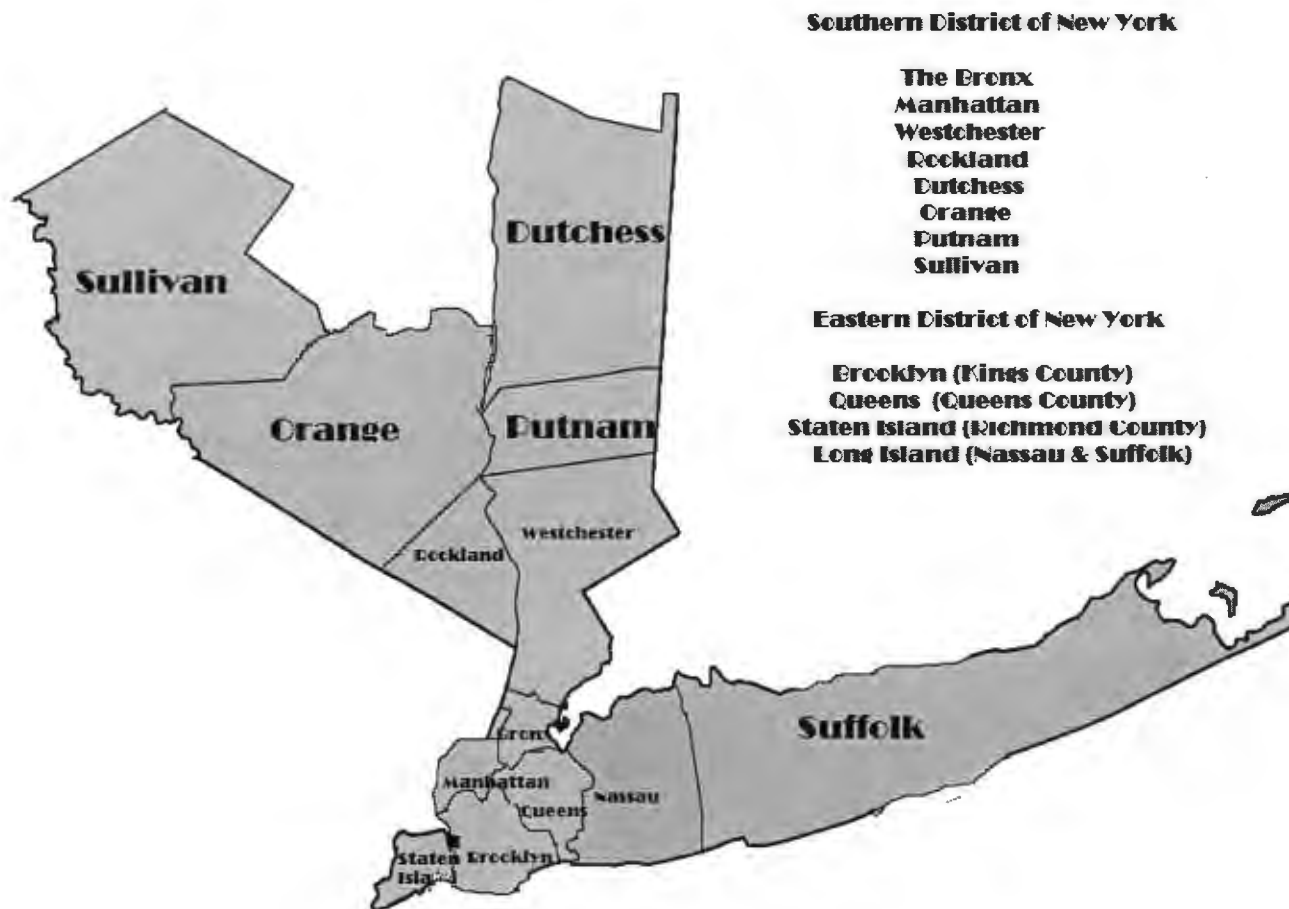 Southern District of New York
The Bronx
Manhattan
Westchester
Rockland
Dutchess
Orange
Putnam
Sullivan
Eastern District of New York
Brooklyn (Kings County)
Queens (Queens County)
Staten Island (Richmond County)
Long Island (Nassau & Suffolk)
Dutchess
Sullivan
Orange
Putnam
Westchester
Rockland
Suffolk
Bronx
Manhattan
Nassau
Queens
Staten
Island
Brooklyn